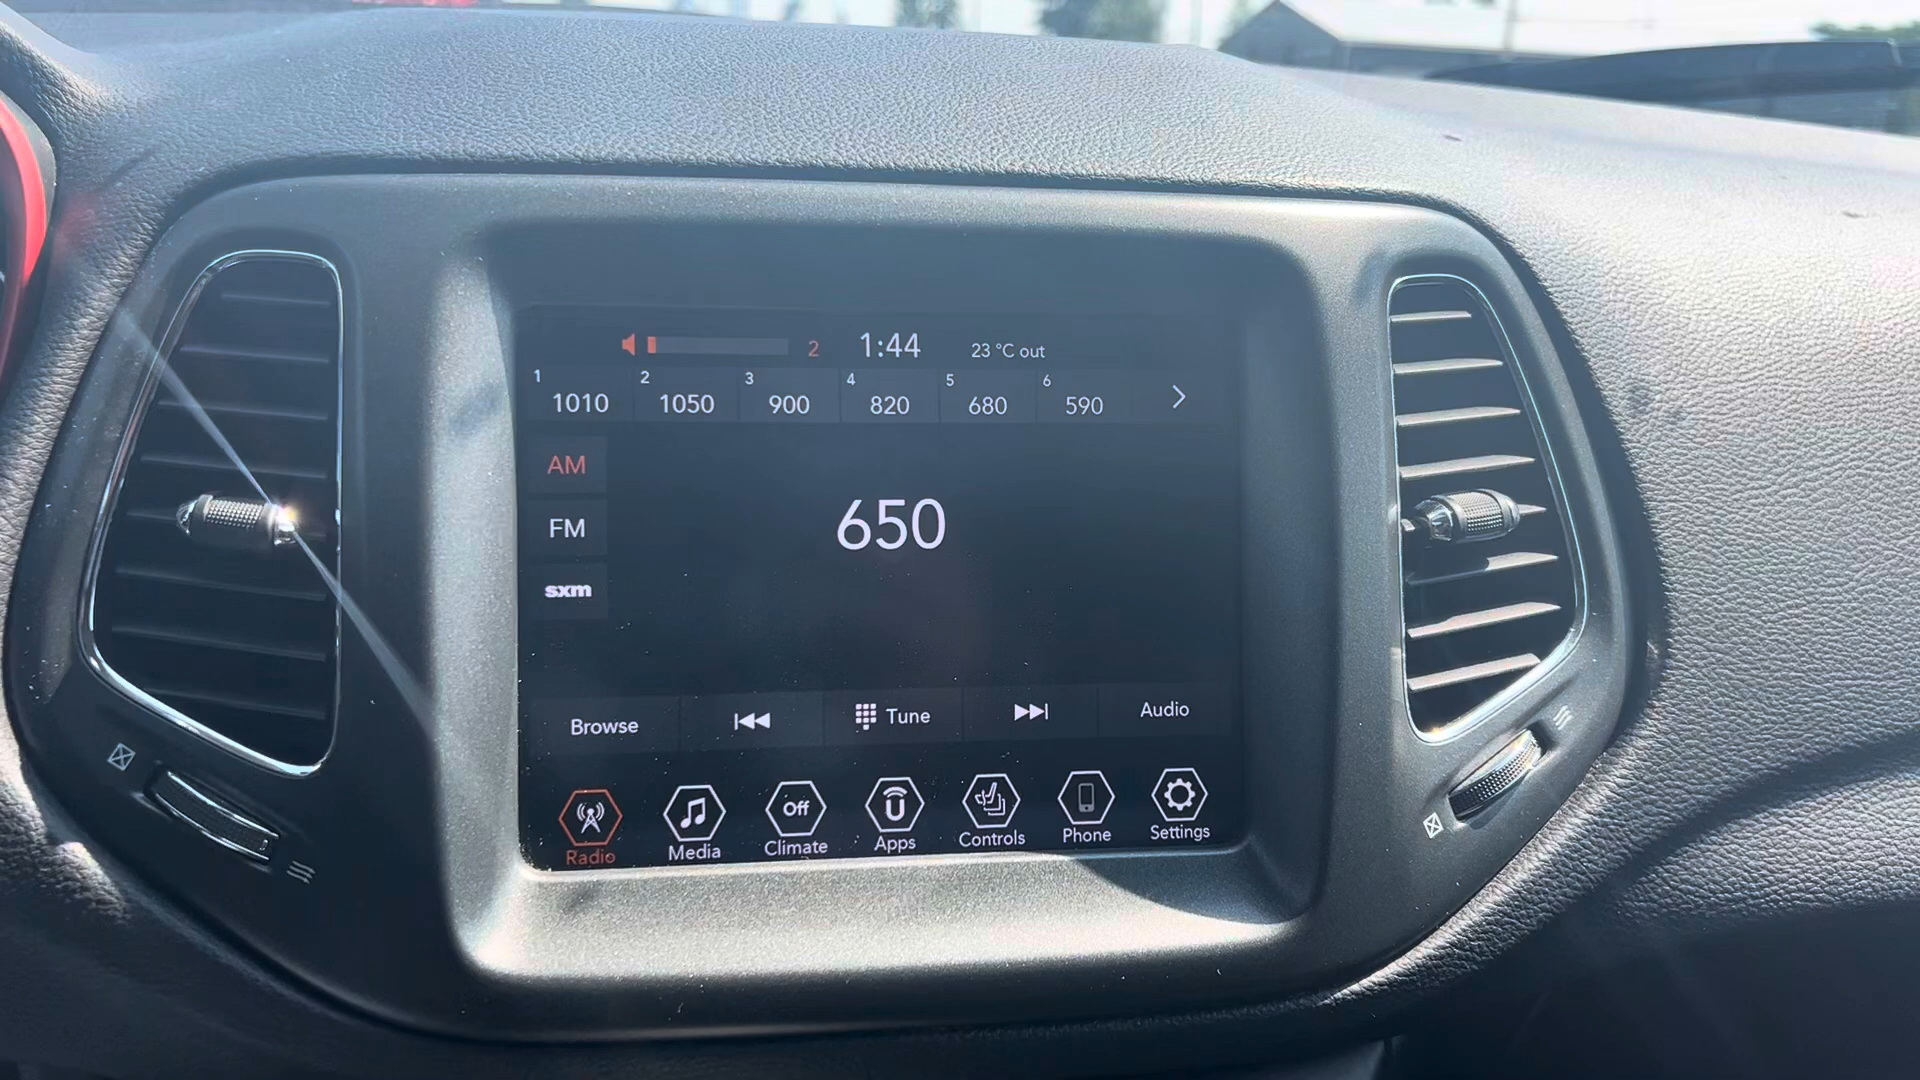 2 1:44 23 °C out
1 2 3 4 5 6
1010 1050 900 820 680 590
AM
650
FM
sxm
Browse Tune Audio
Off
Radio Media Climate Apps Controls Phone Settings